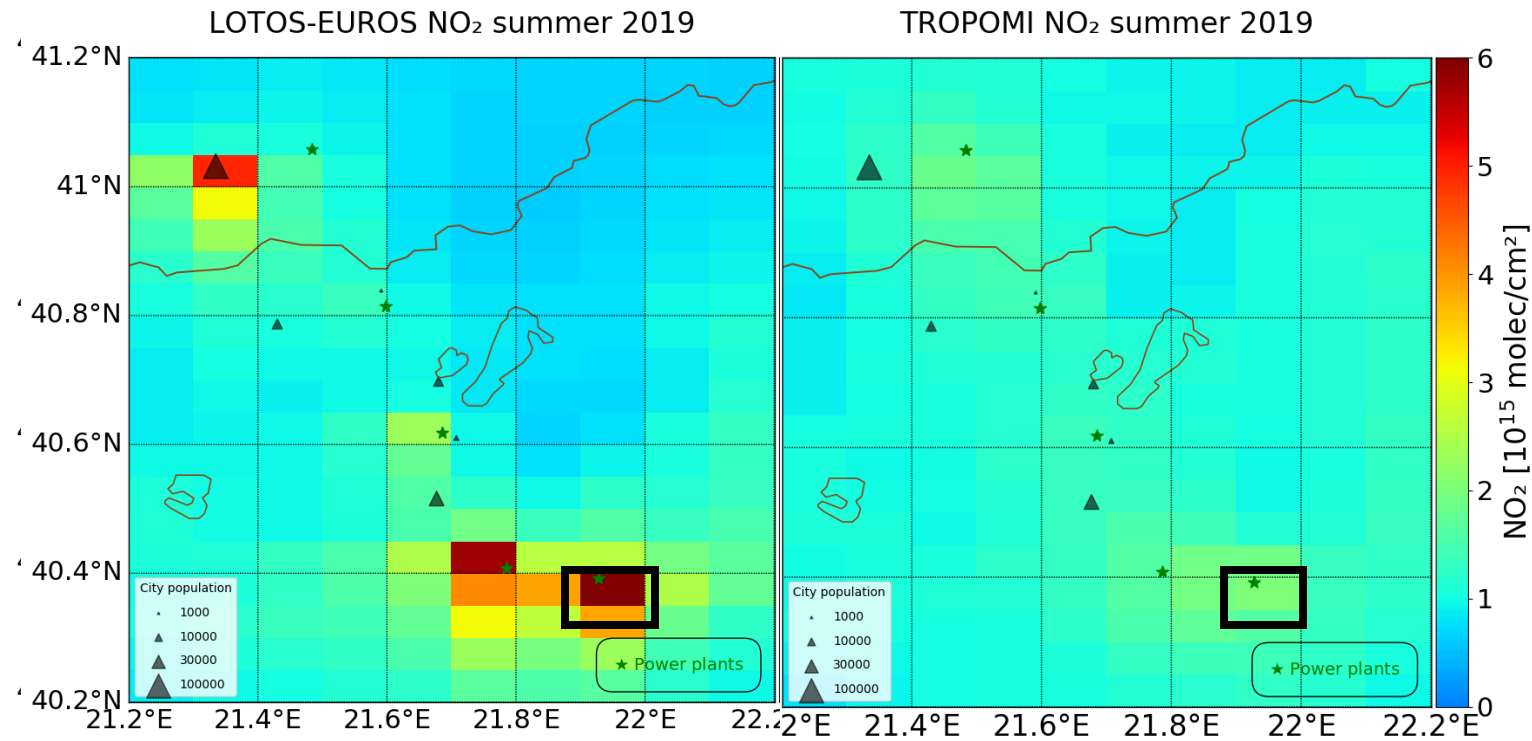 LOTOS-EUROS NO₂ summer 2019
TROPOMI NO₂ summer 2019
41.2°N
41°N
40.8°N
40.6°N
40.4°N
40.2°N
City population
1000
10000
30000
100000
Power plants
21.2°E 21.4°E 21.6°E 21.8°E 22°E 22.2
City population
1000
10000
30000
100000
Power plants
2°E 21.4°E 21.6°E 21.8°E 22°E 22.2°E
6
5
4
3
2
1
0
NO₂ [10¹⁵ molec/cm²]